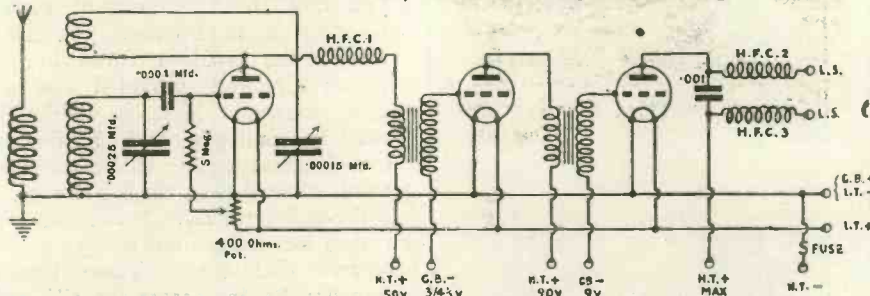 H.F.C.1
H.F.C.2
L.S.
·0001 Mfd.
·001
L.S.
H.F.C.3
·00025 Mfd.
5 Meg.
·00015 Mfd.
G.B.+
L.T.-
L.T.+
400 Ohms.
Pot.
FUSE
H.T.+
50V
G.B.-
3/4½V
H.T.+
90V
GB-
9V
H.T.+
MAX
H.T.-